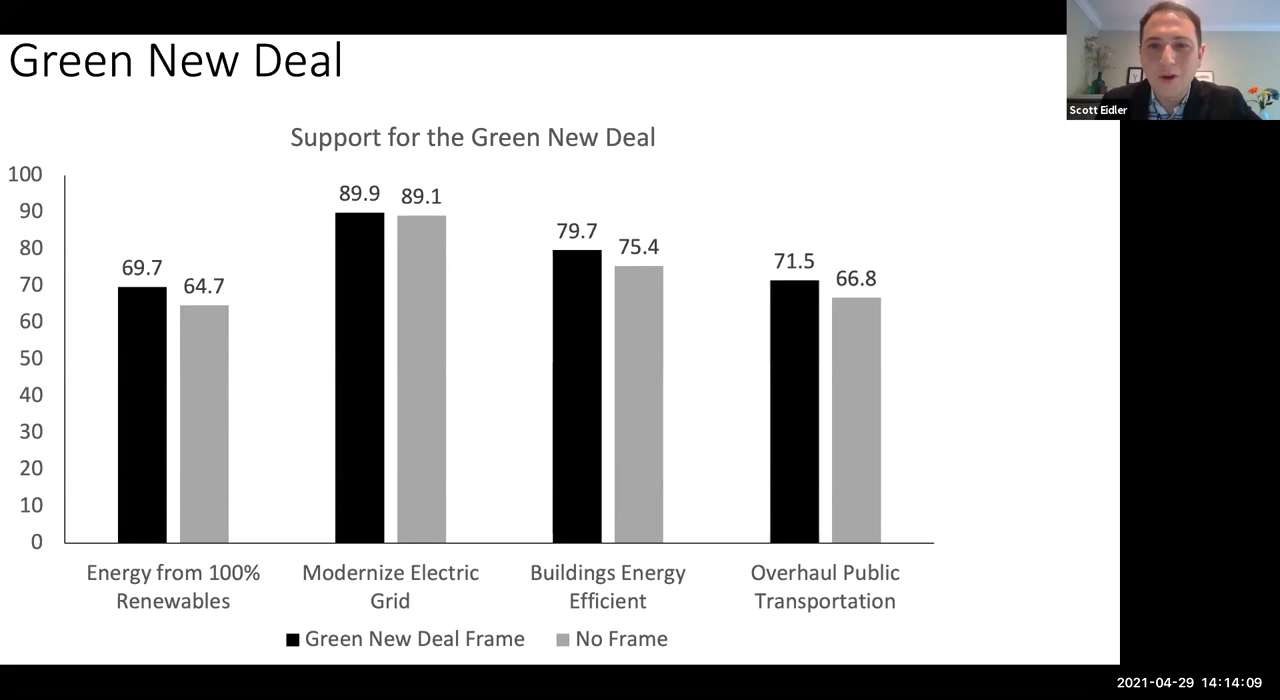 Green New Deal
Scott Eidler
Support for the Green New Deal
100
90
80
70
60
50
40
30
20
10
0
69.7
64.7
89.9
89.1
79.7
75.4
71.5
66.8
Energy from 100%
Renewables
Modernize Electric
Grid
Buildings Energy
Efficient
Overhaul Public
Transportation
Green New Deal Frame
No Frame
2021-04-29 14:14:09